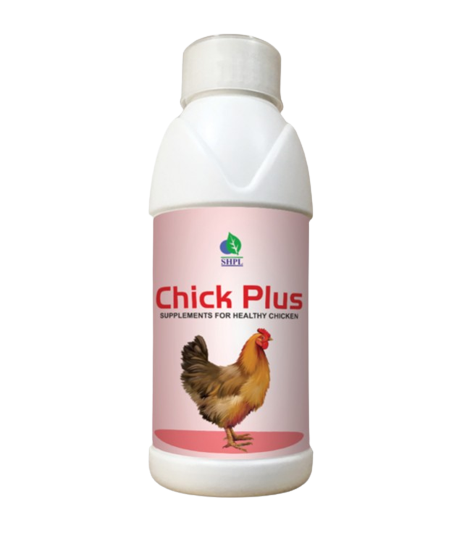 SHPL
Chick Plus
SUPPLEMENTS FOR HEALTHY CHICKEN